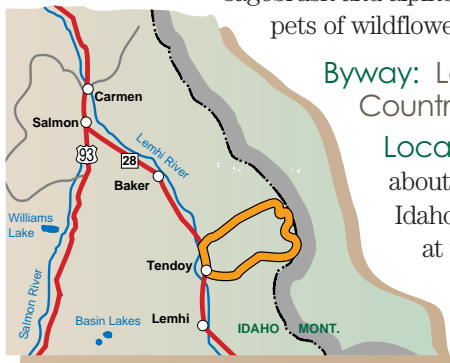 pets of wildflowe
Byway: L
Countr
Loca
about
Idaho
at
Carmen
Salmon
93
28
Lemhi River
Baker
Williams
Lake
Salmon River
Tendoy
Basin Lakes
Lemhi
IDAHO MONT.